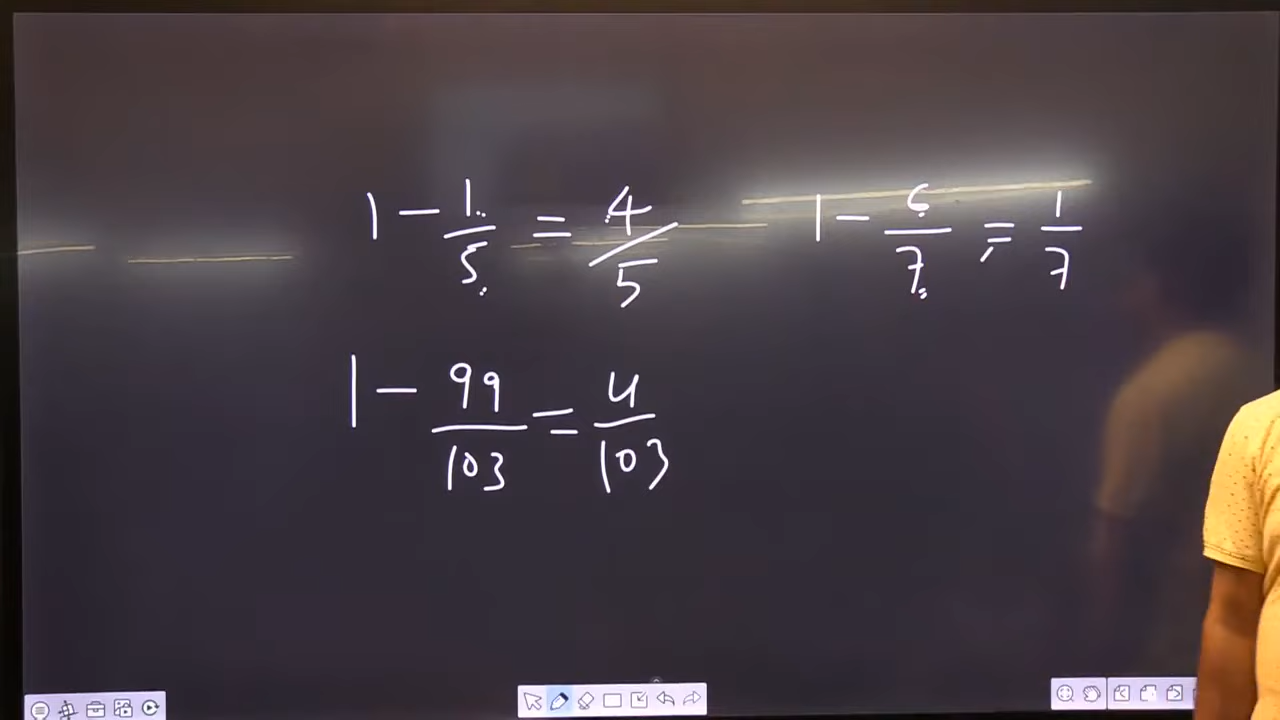 1 - 1/5 = 4/5
1 - 6/7 = 1/7
1 - 99/103 = 4/103